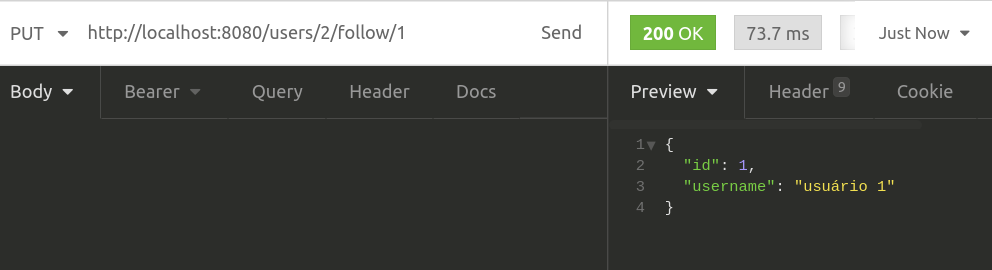 PUT http://localhost:8080/users/2/follow/1 Send 200 OK 73.7 ms Just Now
Body Bearer Query Header Docs Preview Header 9 Cookie
1 {
2 "id": 1,
3 "username": "usuário 1"
4 }